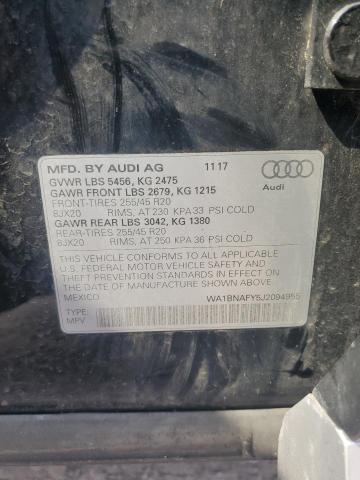 MFD. BY AUDI AG 11 17
GVWR LBS 5456, KG 2475
GAWR FRONT LBS 2679, KG 1215
FRONT-TIRES 255/45 R20
8JX20 RIMS, AT 230 KPA 33 PSI COLD
GAWR REAR LBS 3042, KG 1380
REAR-TIRES 255/45 R20
8JX20 RIMS, AT 250 KPA 36 PSI COLD
Audi
THIS VEHICLE CONFORMS TO ALL APPLICABLE
U.S. FEDERAL MOTOR VEHICLE SAFETY AND
THEFT PREVENTION STANDARDS IN EFFECT ON
DATE OF MANUFACTURE SHOWN ABOVE.
MEXICO WA1BNAFY5J2094955
TYPE:
MPV